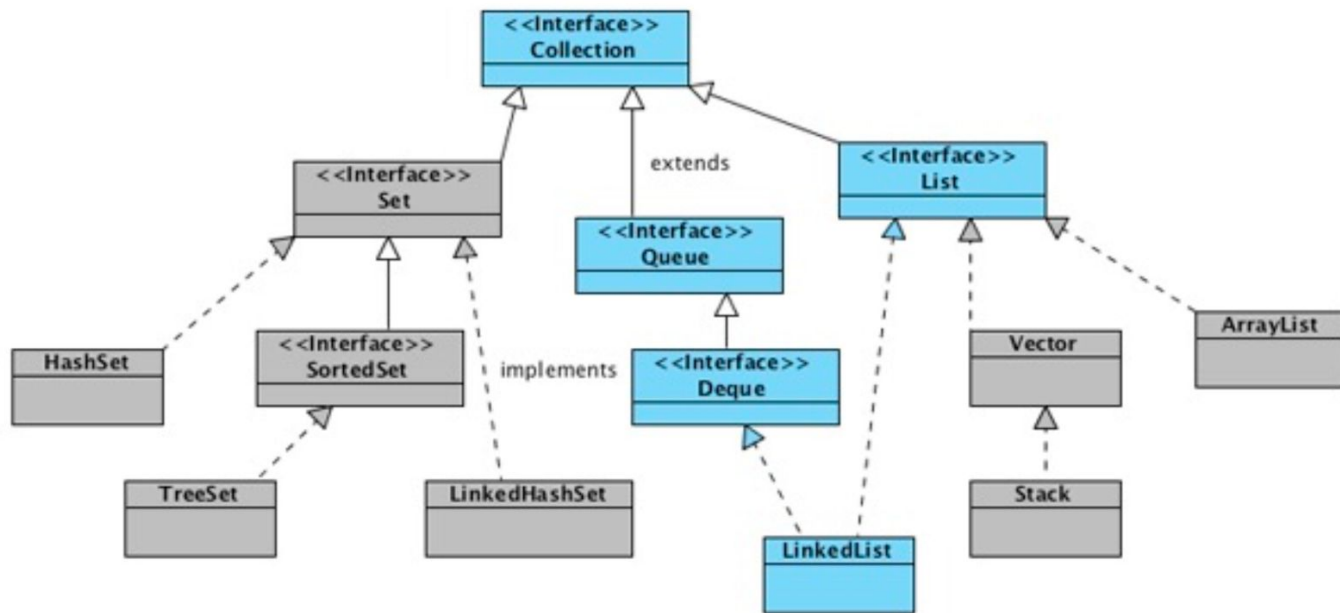 <<Interface>>
Collection
<<Interface>>
List
extends
<<Interface>>
Set
<<Interface>>
Queue
ArrayList
HashSet
<<Interface>>
SortedSet
implements
<<Interface>>
Deque
Vector
TreeSet
LinkedHashSet
Stack
LinkedList